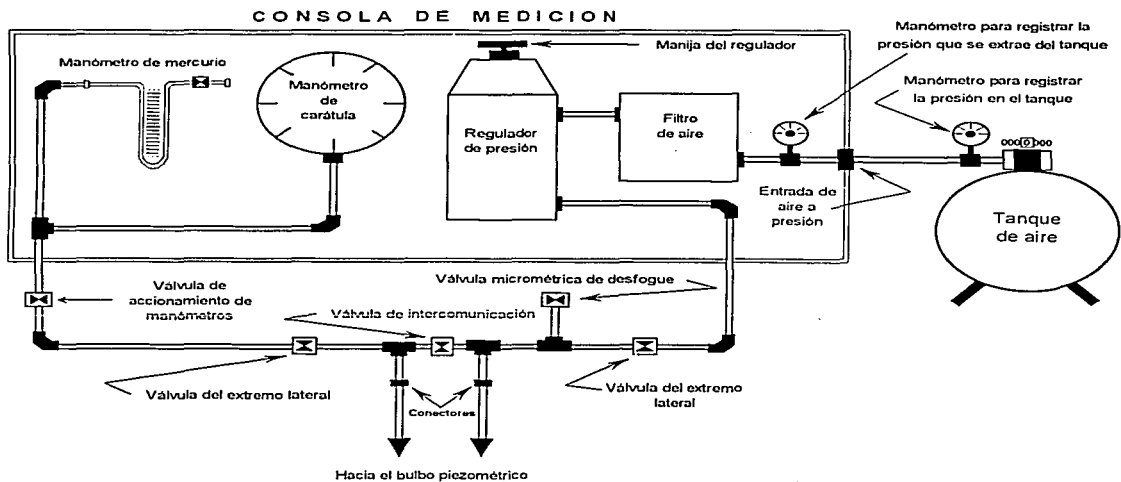 CONSOLA DE MEDICION
Manómetro para registrar la
presión que se extrae del tanque
Manija del regulador
Manómetro de mercurio
Manómetro
de
carátula
Manómetro para registrar
la presión en el tanque
Regulador
de presión
Filtro
de aire
Entrada de
aire a
presión
Tanque
de aire
Válvula de
accionamiento de
manómetros
Válvula micrométrica de desfogue
Válvula de intercomunicación
Válvula del extremo lateral
Conectores
Válvula del extremo
lateral
Hacia el bulbo piezométrico